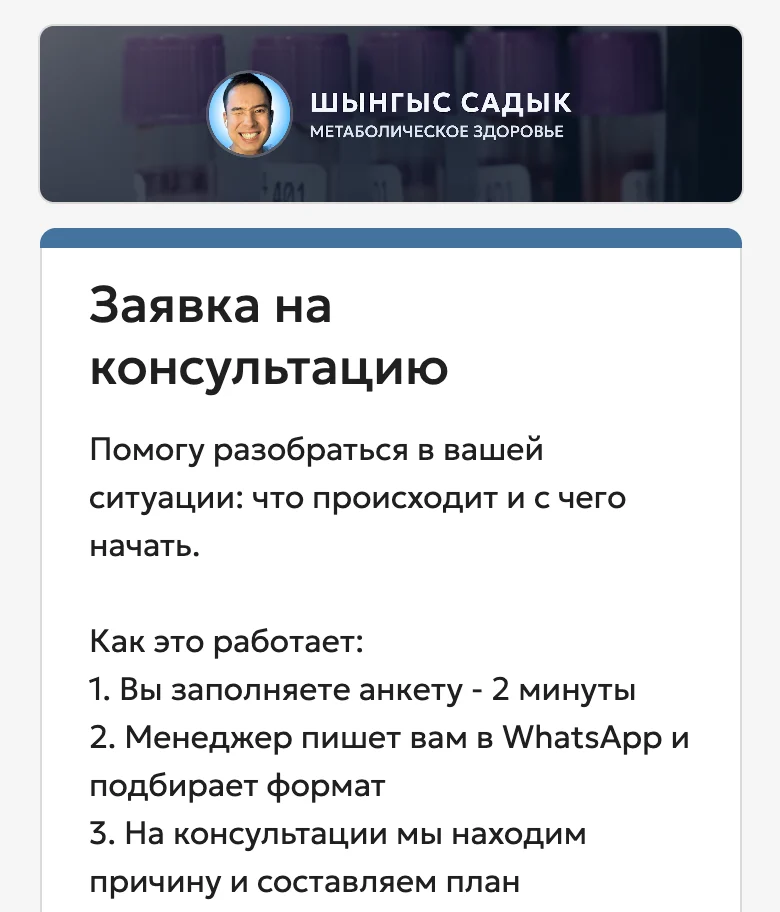 ШЫНГЫС САДЫК
МЕТАБОЛИЧЕСКОЕ ЗДОРОВЬЕ
Заявка на
консультацию
Помогу разобраться в вашей
ситуации: что происходит и с чего
начать.
Как это работает:
1. Вы заполняете анкету - 2 минуты
2. Менеджер пишет вам в WhatsApp и
подбирает формат
3. На консультации мы находим
причину и составляем план